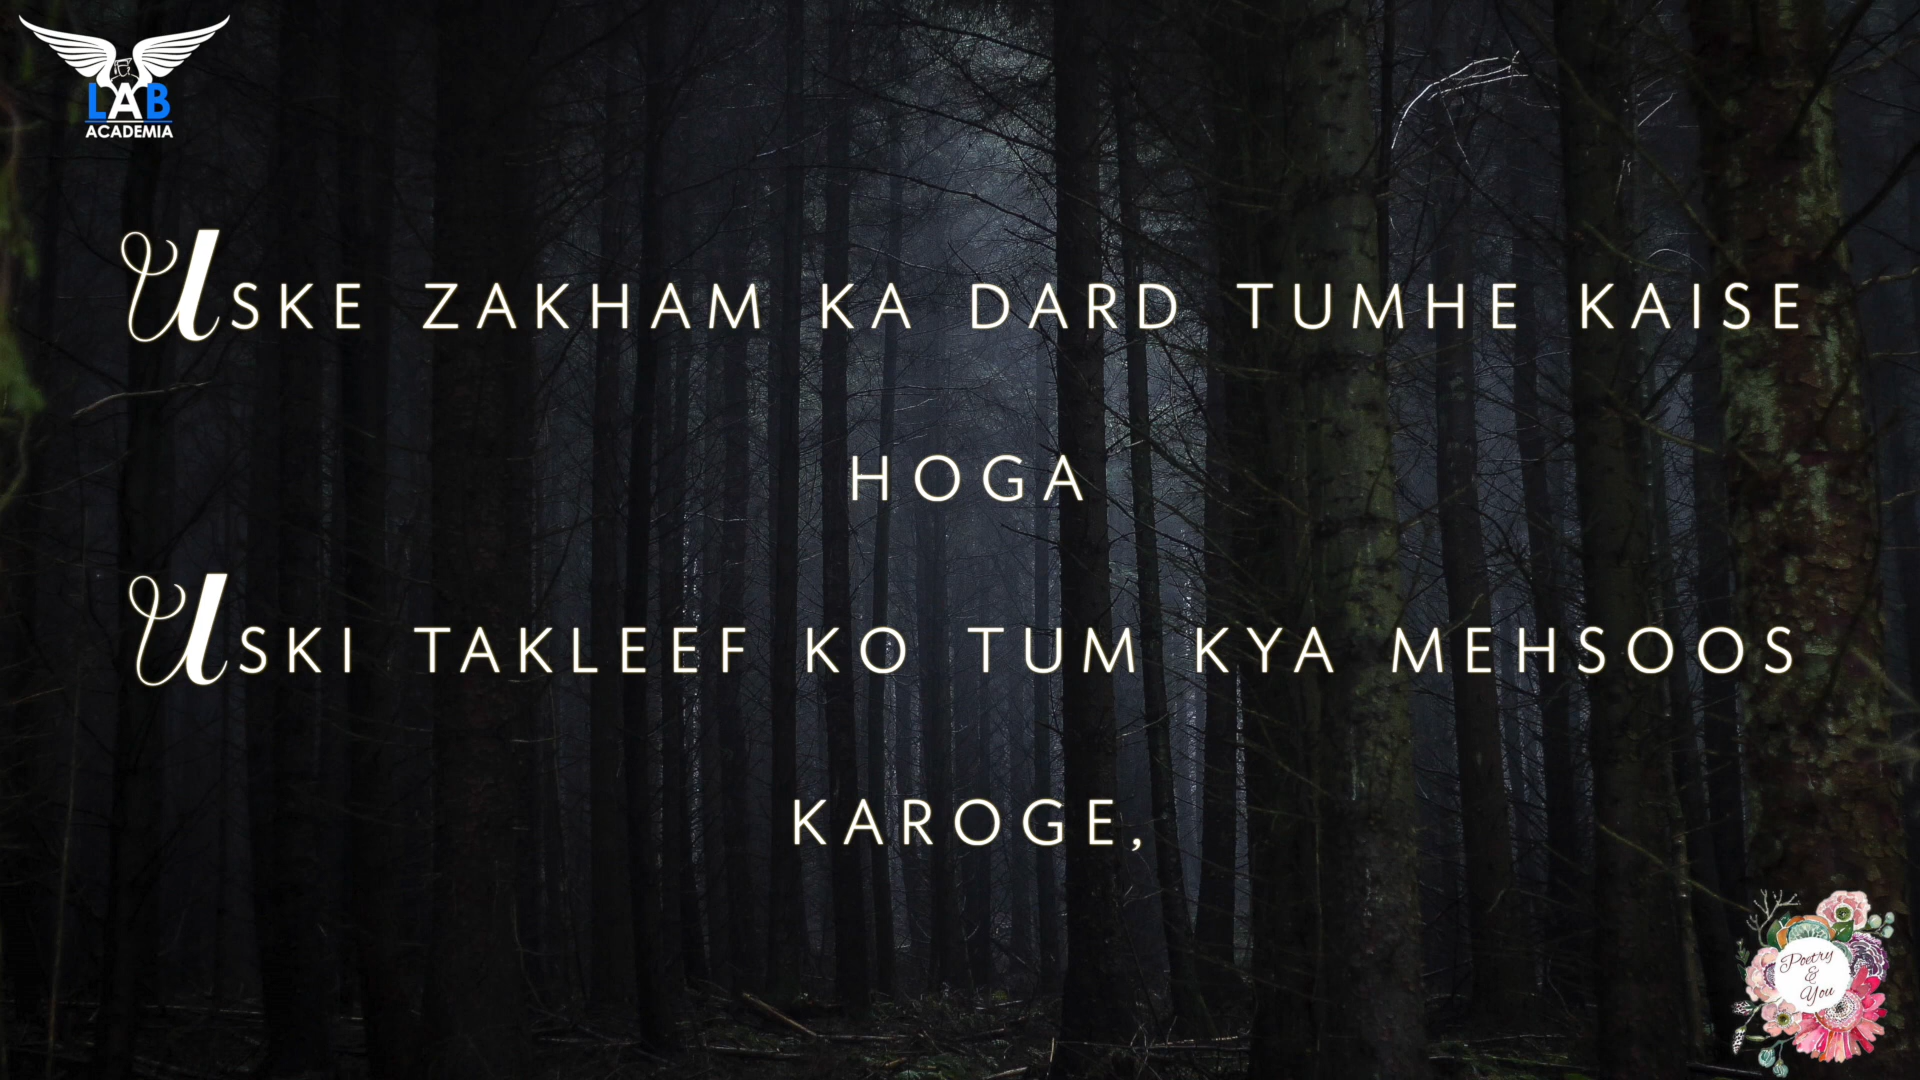 LAB
ACADEMIA
USKE ZAKHAM KA DARD TUMHE KAISE
HOGA
USKI TAKLEEF KO TUM KYA MEHSOOS
KAROGE,
Poetry
&
You